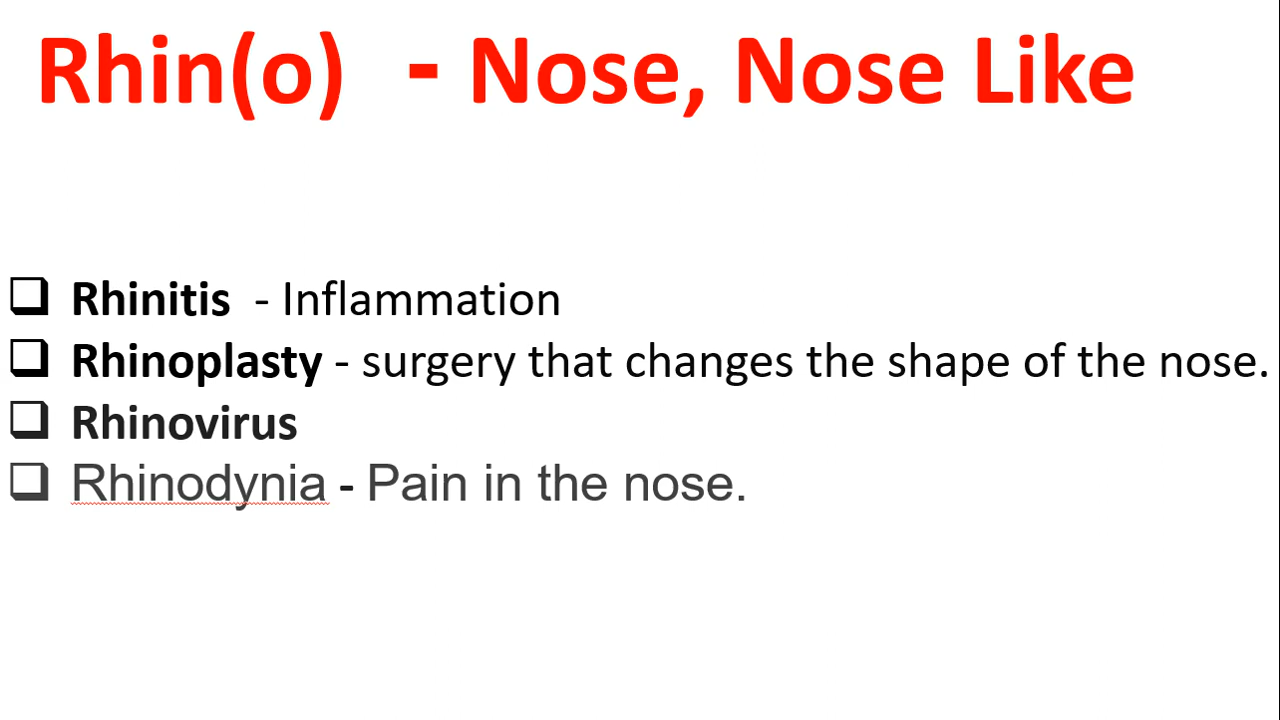 Rhin(o) - Nose, Nose Like
❑ Rhinitis - Inflammation
❑ Rhinoplasty - surgery that changes the shape of the nose.
❑ Rhinovirus
❑ Rhinodynia - Pain in the nose.